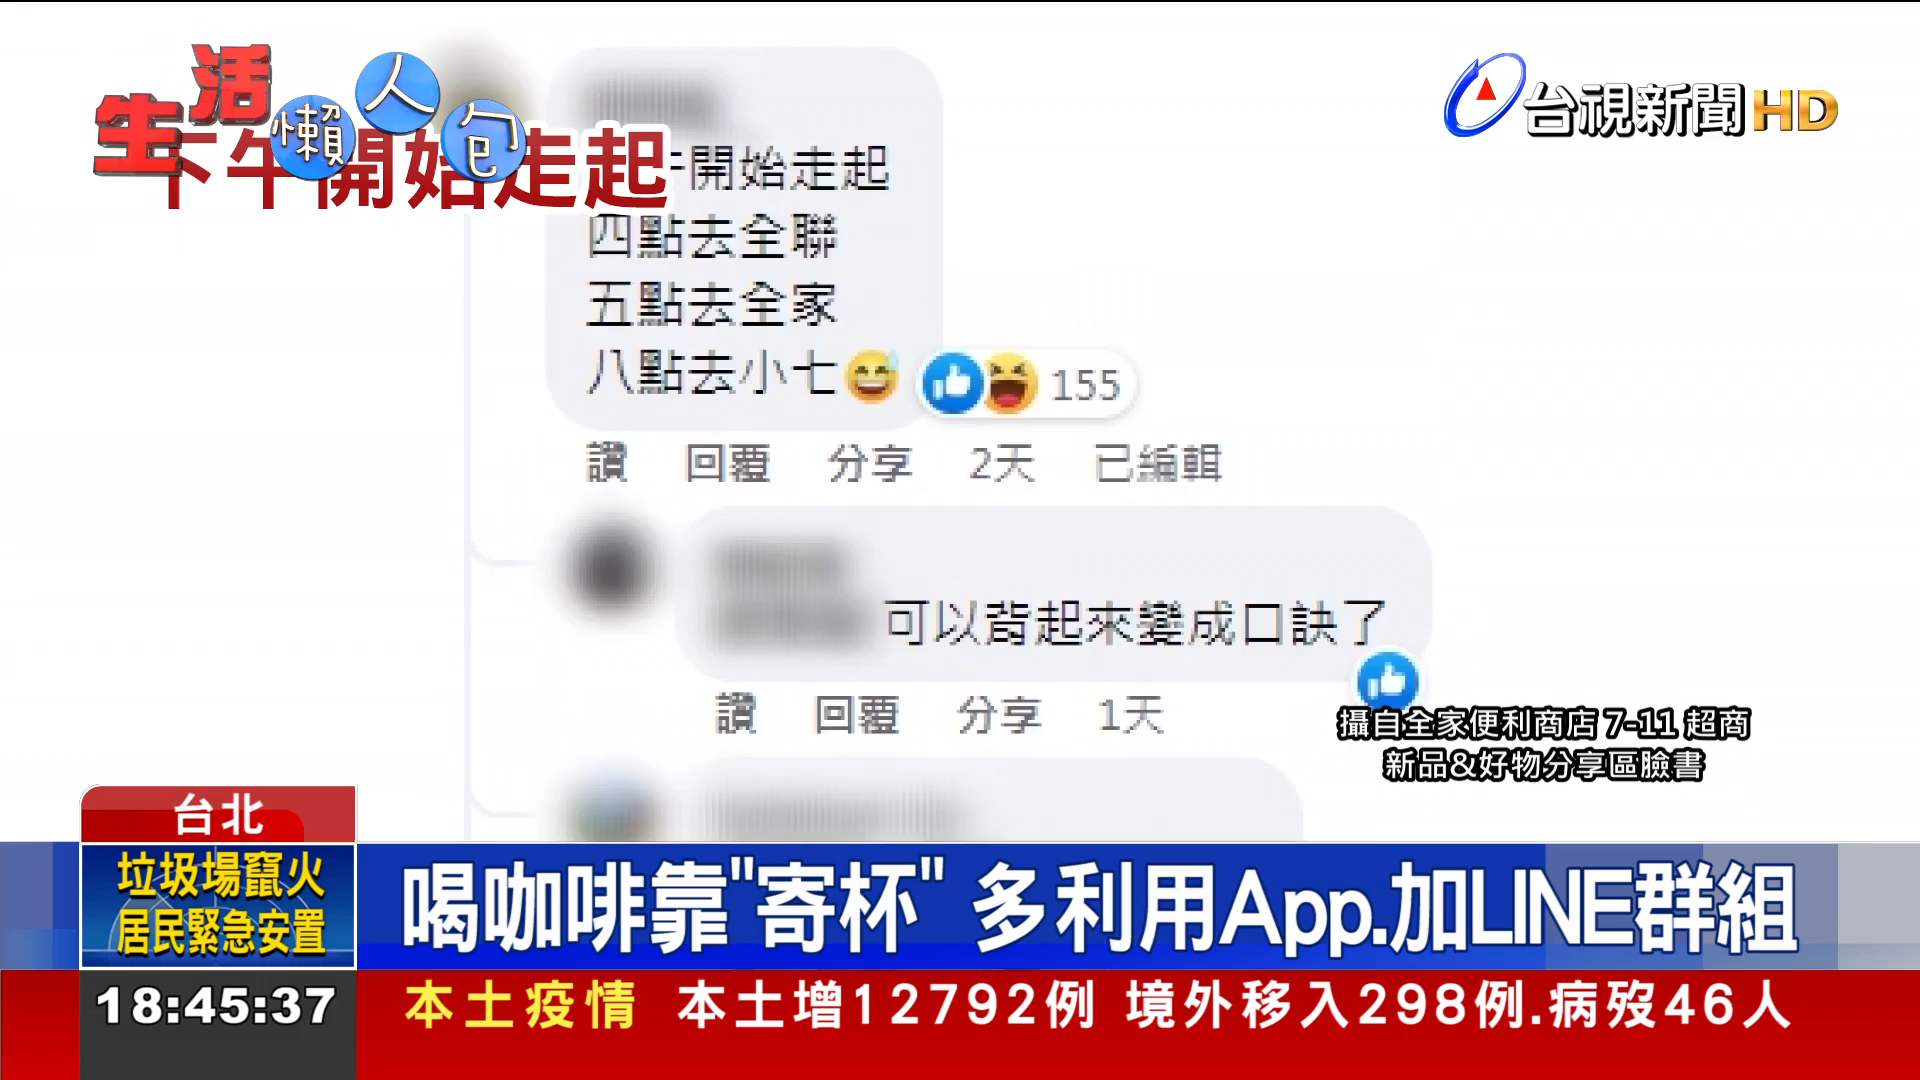 生活懶人包
台視新聞HD
下午開始走起
午開始走起
四點去全聯
五點去全家
八點去小七
155
讚 回覆 分享 2天 已編輯
可以背起來變成口訣了
讚 回覆 分享 1天
攝自全家便利商店 7-11 超商
新品&好物分享區臉書
台北
垃圾場竄火
居民緊急安置
喝咖啡靠"寄杯" 多利用App.加LINE群組
18:45:37
本土疫情 本土增12792例 境外移入298例.病歿46人